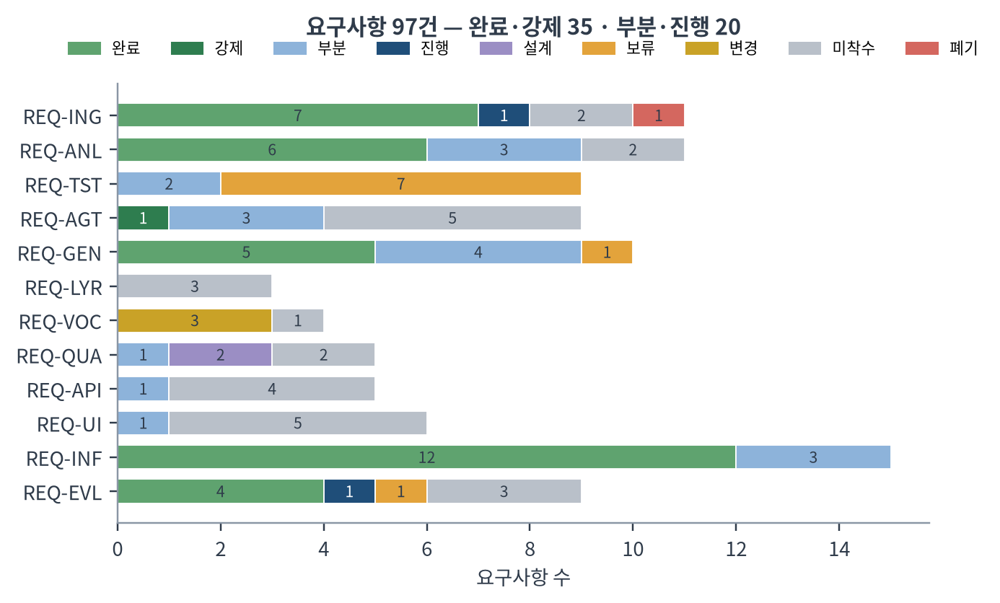 요구사항 97건 — 완료·강제 35 · 부분·진행 20
완료 강제 부분 진행 설계 보류 변경 미착수 폐기
REQ-ING 7 1 2 1
REQ-ANL 6 3 2
REQ-TST 2 7
REQ-AGT 1 3 5
REQ-GEN 5 4 1
REQ-LYR 3
REQ-VOC 3 1
REQ-QUA 1 2 2
REQ-API 1 4
REQ-UI 1 5
REQ-INF 12 3
REQ-EVL 4 1 1 3
0 2 4 6 8 10 12 14
요구사항 수